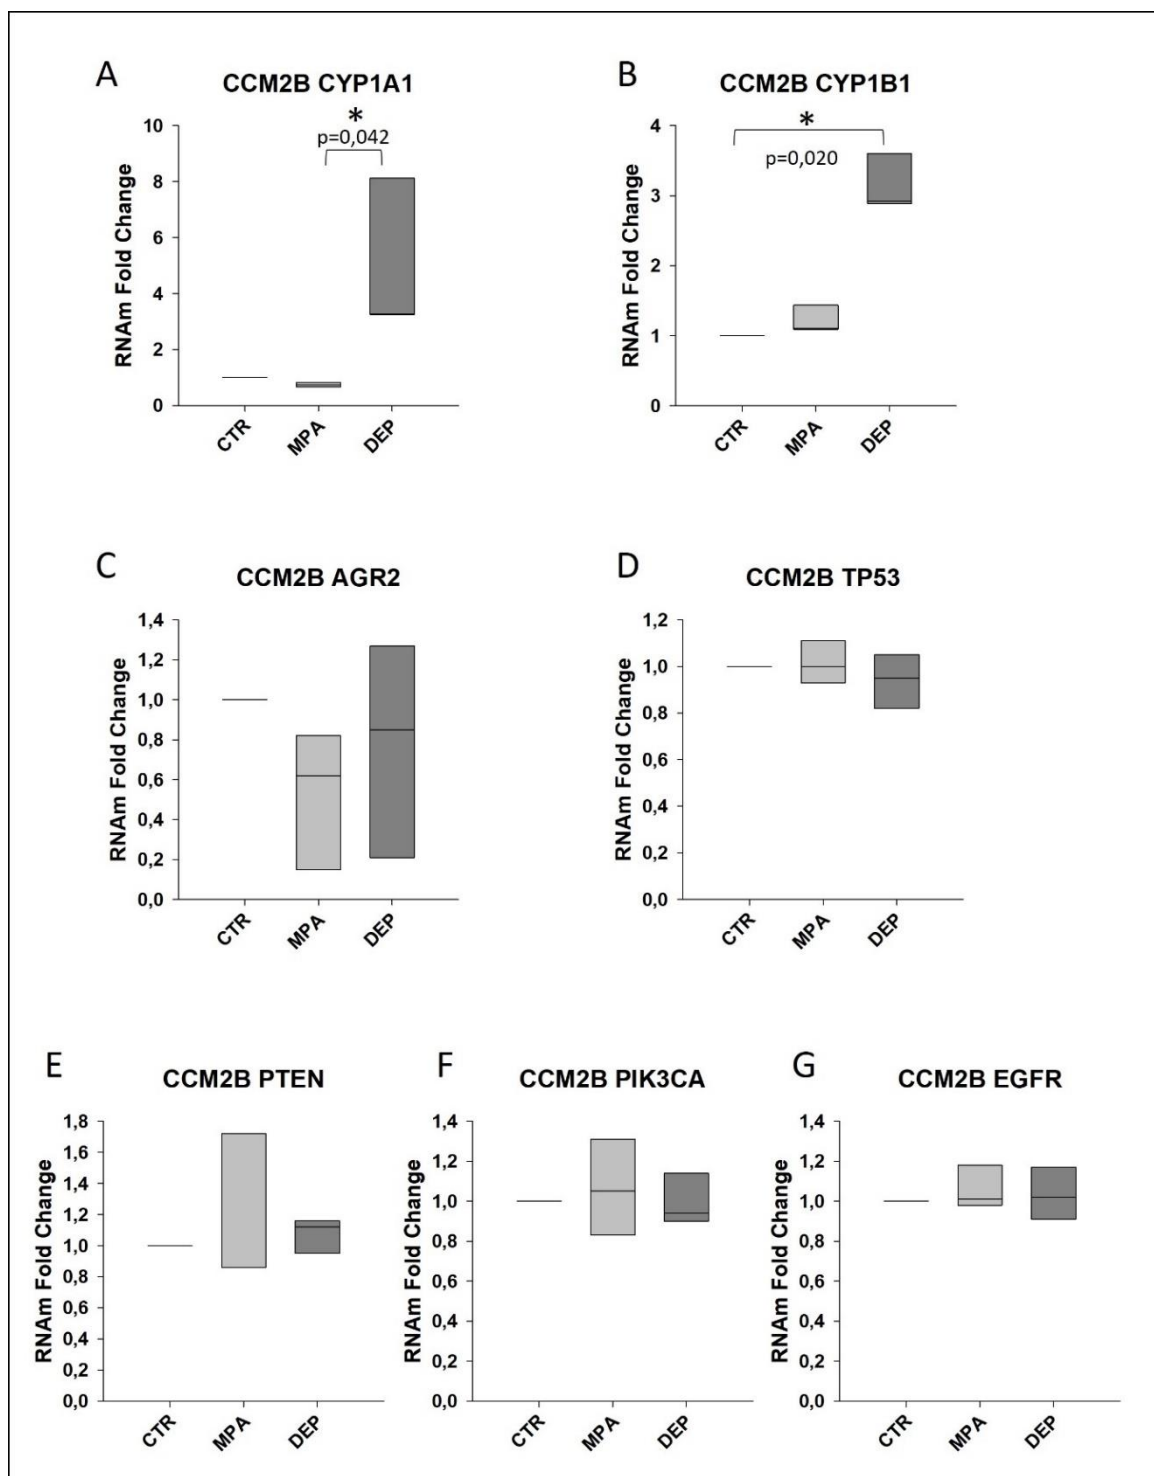 A
CCM2B CYP1A1
*
p=0,042
RNAm Fold Change
10
8
6
4
2
0
CTR
MPA
DEP
B
CCM2B CYP1B1
*
p=0,020
RNAm Fold Change
4
3
2
1
0
CTR
MPA
DEP
C
CCM2B AGR2
RNAm Fold Change
1,4
1,2
1,0
0,8
0,6
0,4
0,2
0,0
CTR
MPA
DEP
D
CCM2B TP53
RNAm Fold Change
1,2
1,0
0,8
0,6
0,4
0,2
0,0
CTR
MPA
DEP
E
CCM2B PTEN
RNAm Fold Change
1,8
1,6
1,4
1,2
1,0
0,8
0,6
0,4
0,2
0,0
CTR
MPA
DEP
F
CCM2B PIK3CA
RNAm Fold Change
1,4
1,2
1,0
0,8
0,6
0,4
0,2
0,0
CTR
MPA
DEP
G
CCM2B EGFR
RNAm Fold Change
1,4
1,2
1,0
0,8
0,6
0,4
0,2
0,0
CTR
MPA
DEP